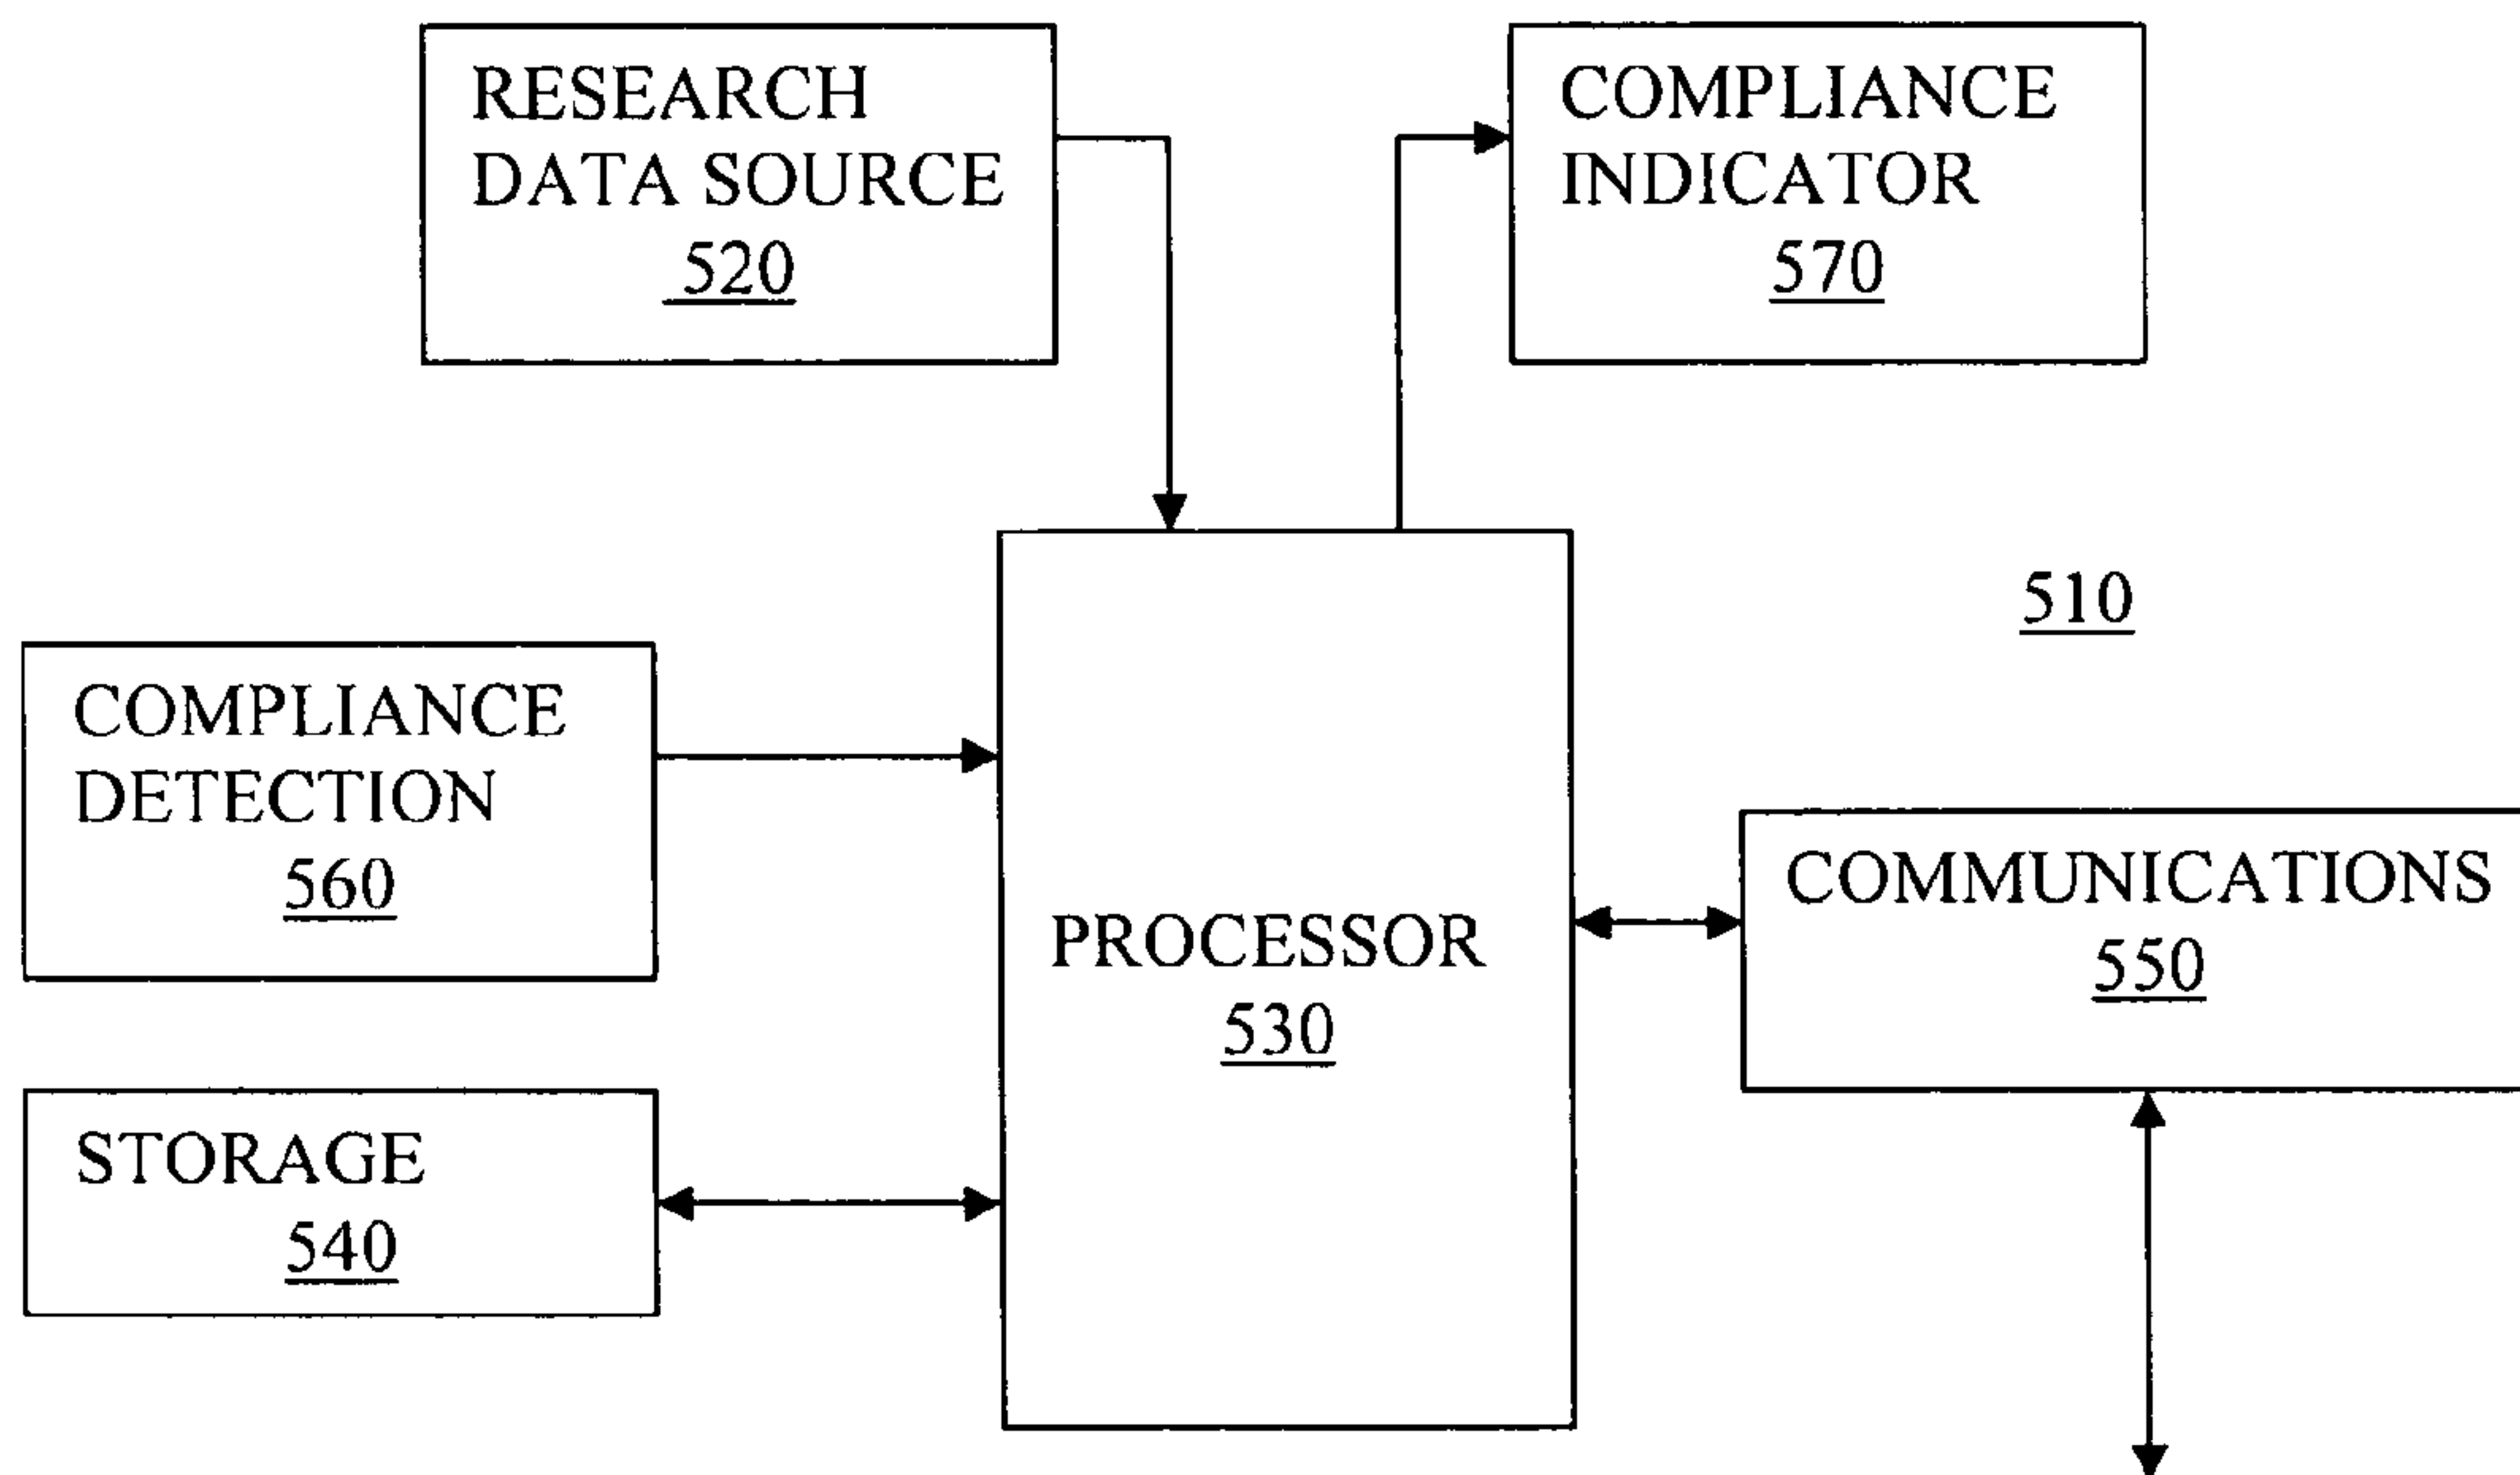 RESEARCH
DATA SOURCE
520
COMPLIANCE
INDICATOR
570
510
COMPLIANCE
DETECTION
560
COMMUNICATIONS
550
PROCESSOR
530
STORAGE
540